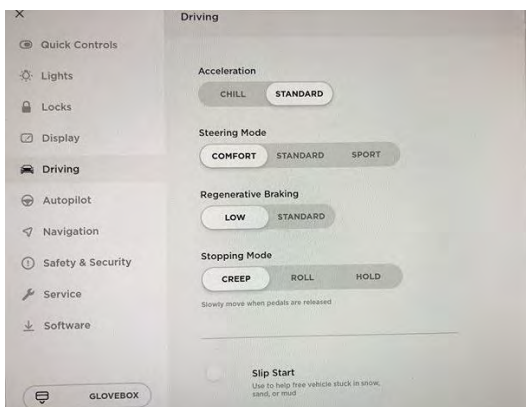 Driving
Quick Controls
Lights
Locks
Display
Driving
Autopilot
Navigation
Safety & Security
Service
Software
GLOVEBOX
Acceleration
CHILL STANDARD
Steering Mode
COMFORT STANDARD SPORT
Regenerative Braking
LOW STANDARD
Stopping Mode
CREEP ROLL HOLD
Slowly move when pedals are released
Slip Start
Use to help free vehicle stuck in snow,
sand, or mud